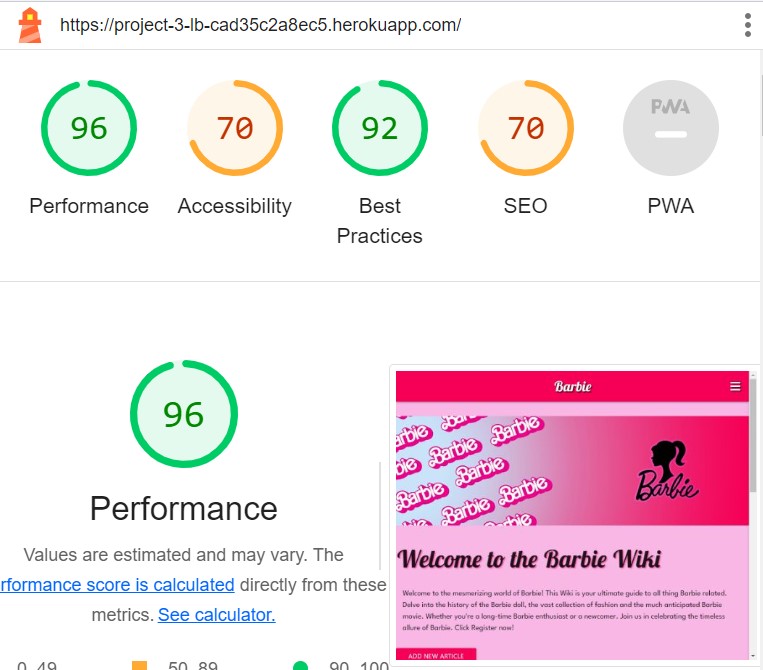 https://project-3-lb-cad35c2a8ec5.herokuapp.com/
96
70
92
70
PWA
Performance
Accessibility
Best
Practices
SEO
PWA
96
Performance
Values are estimated and may vary. The
rformance score is calculated directly from these
metrics. See calculator.
0–49
50–89
90–100
Barbie
arbie
Barbie
Barbie
Barbie
Barbie
Barbie
Barbie
Barbie
Barbie
Welcome to the Barbie Wiki
Welcome to the mesmerizing world of Barbie! This Wiki is your ultimate guide to all thing Barbie related.
Delve into the history of the Barbie doll, the vast collection of fashion and the much anticipated Barbie
movie. Whether you're a long-time Barbie enthusiast or a newcomer. Join us in celebrating the timeless
allure of Barbie. Click Register now!
ADD NEW ARTICLE